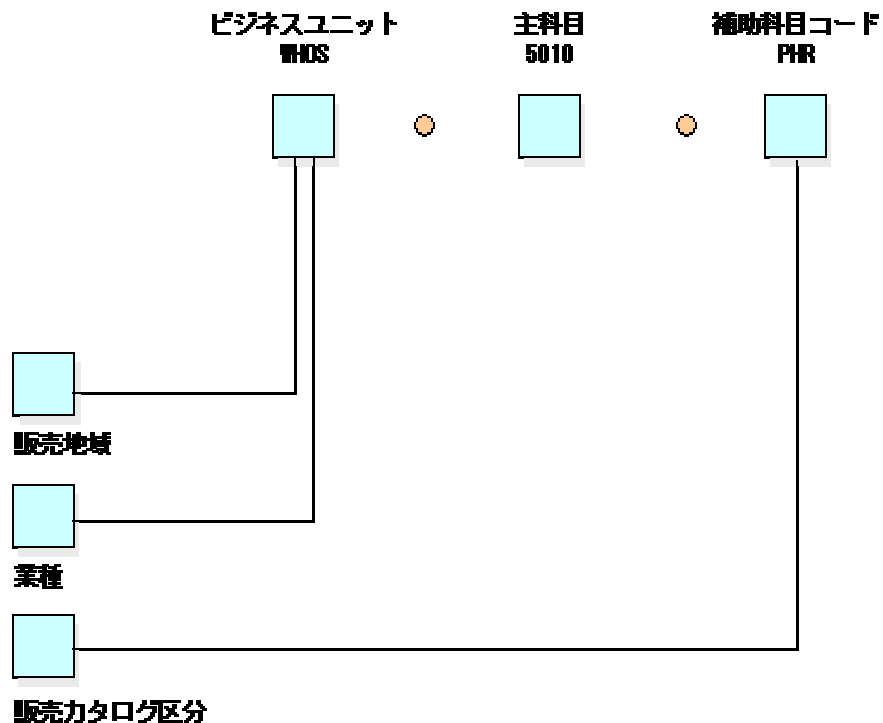 ビジネスユニット
WHOS
主科目
5010
補助科目コード
PHR
販売地域
業種
販売カタログ区分